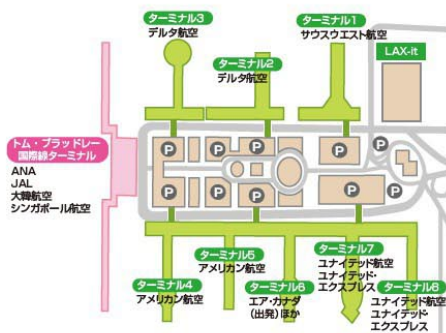 ターミナル3
デルタ航空
ターミナル2
デルタ航空
ターミナル1
サウスウエスト航空
LAX-it
トム・ブラッドレー
国際線ターミナル
ANA
JAL
大韓航空
シンガポール航空
P
P
P
P
P
P
P
P
P
P
P
P
ターミナル4
アメリカン航空
ターミナル5
アメリカン航空
ターミナル6
エア・カナダ
(出発)ほか
ターミナル7
ユナイテッド航空
ユナイテッド・
エクスプレス
ターミナル8
ユナイテッド航空
ユナイテッド・
エクスプレス